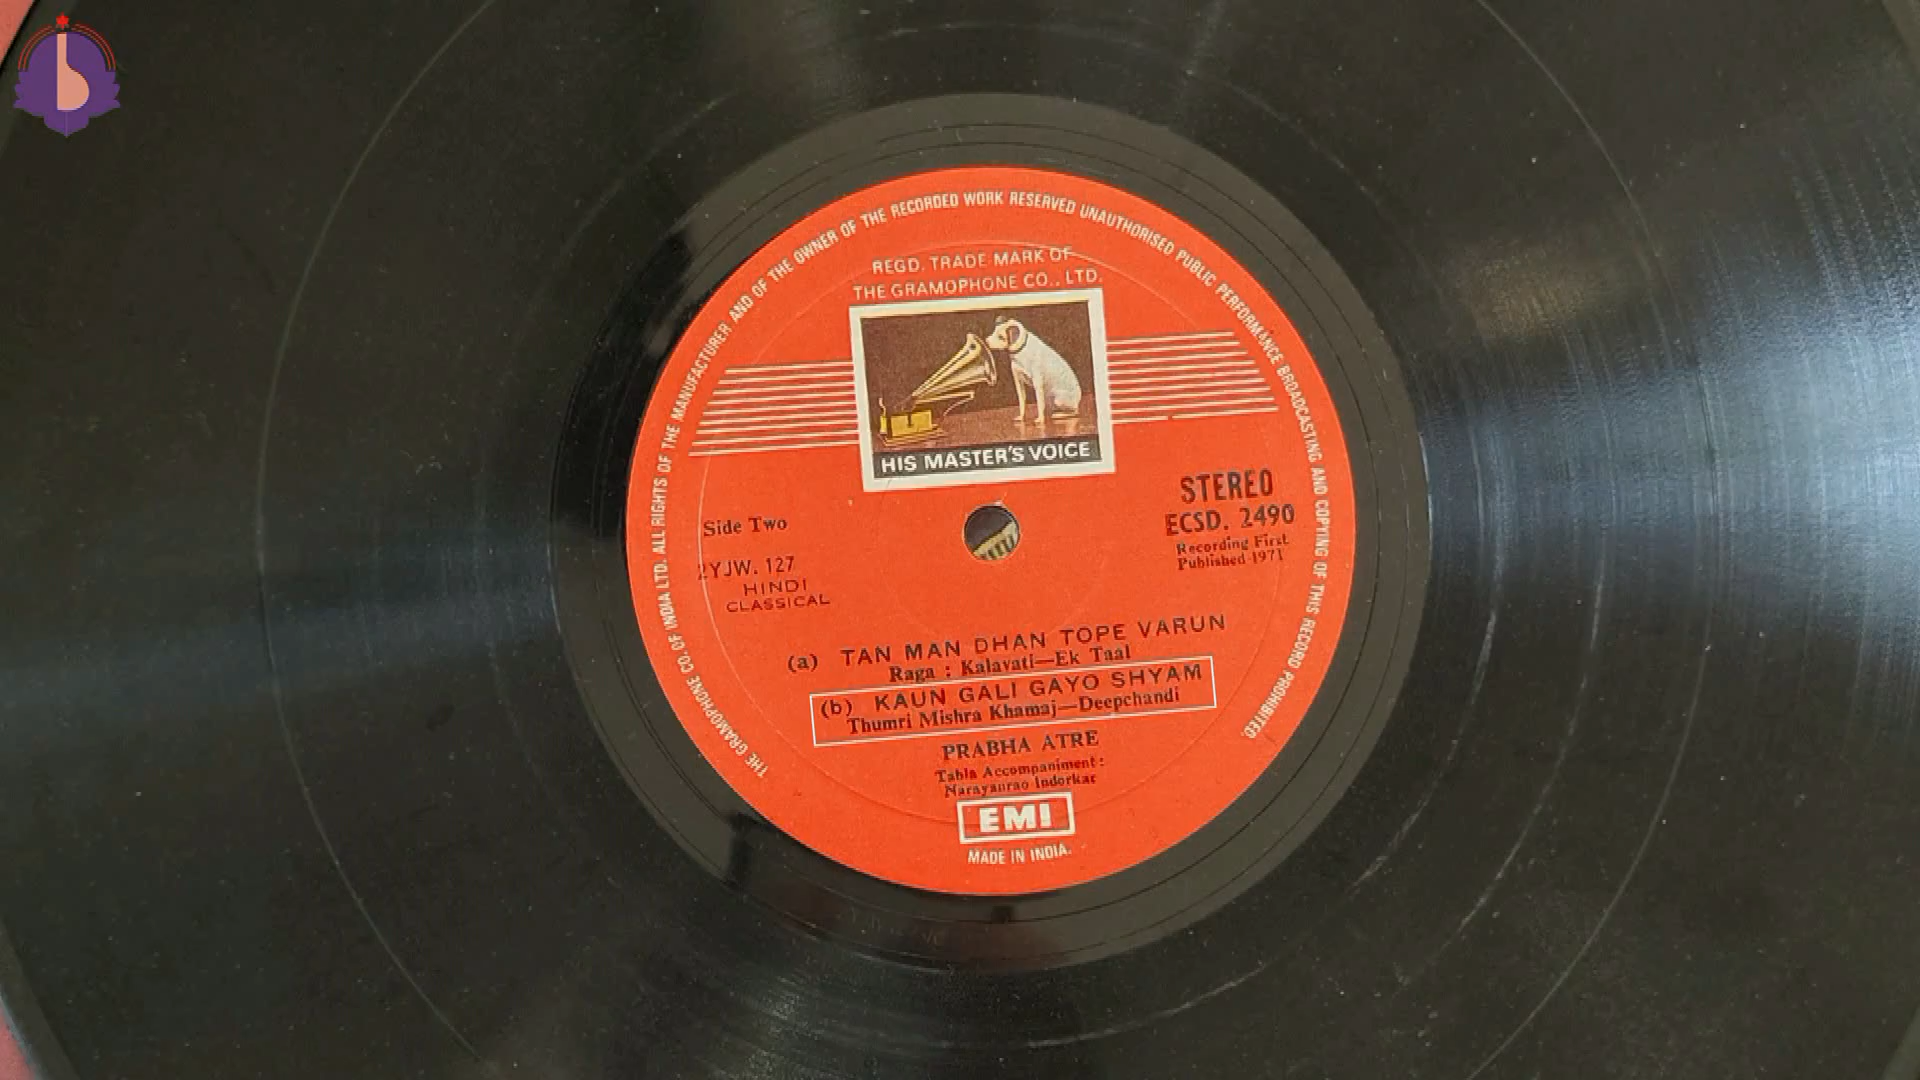 THE GRAMOPHONE CO. OF INDIA LTD. ALL RIGHTS OF THE MANUFACTURER AND OF THE OWNER OF THE RECORDED WORK RESERVED UNAUTHORISED PUBLIC PERFORMANCE BROADCASTING AND COPYING OF THIS RECORD PROHIBITED.
REGD. TRADE MARK OF
THE GRAMOPHONE CO., LTD.
HIS MASTER'S VOICE
STEREO
ECSD. 2490
Recording First
Published 1971
Side Two
2YJW. 127
HINDI
CLASSICAL
(a) TAN MAN DHAN TOPE VARUN
Raga : Kalavati—Ek Taal
(b) KAUN GALI GAYO SHYAM
Thumri Mishra Khamaj—Deepchandi
PRABHA ATRE
Tabla Accompaniment :
Narayanrao Indorkar
EMI
MADE IN INDIA.